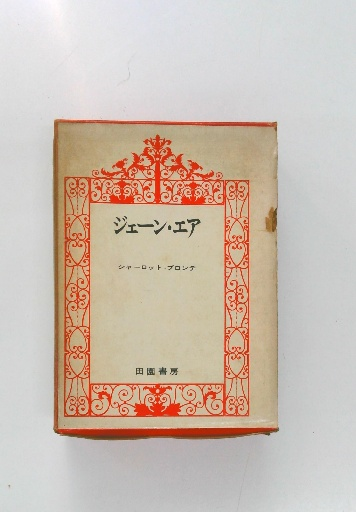 ジェーン・エア
シャーロット・ブロンテ
田園書房